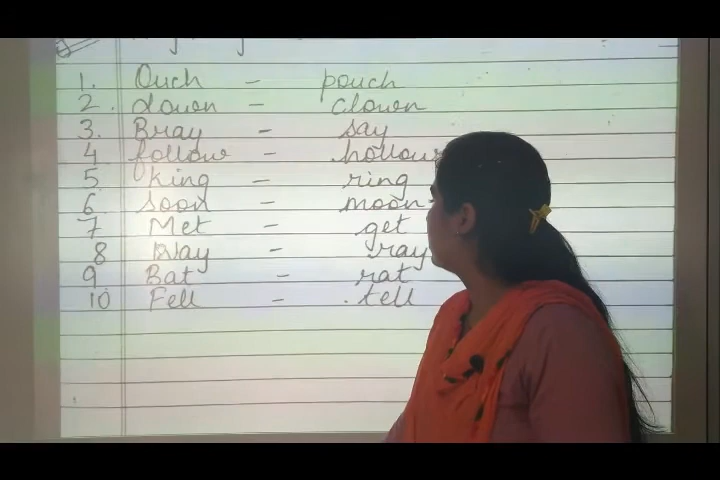 1. Ouch - pouch
2. down - clown
3. Bray - say
4 follow - hollow
5. king - ring
6 soon - moon
7 Met - get
8 Way - ray
9 Bat - rat
10 Fell - tell